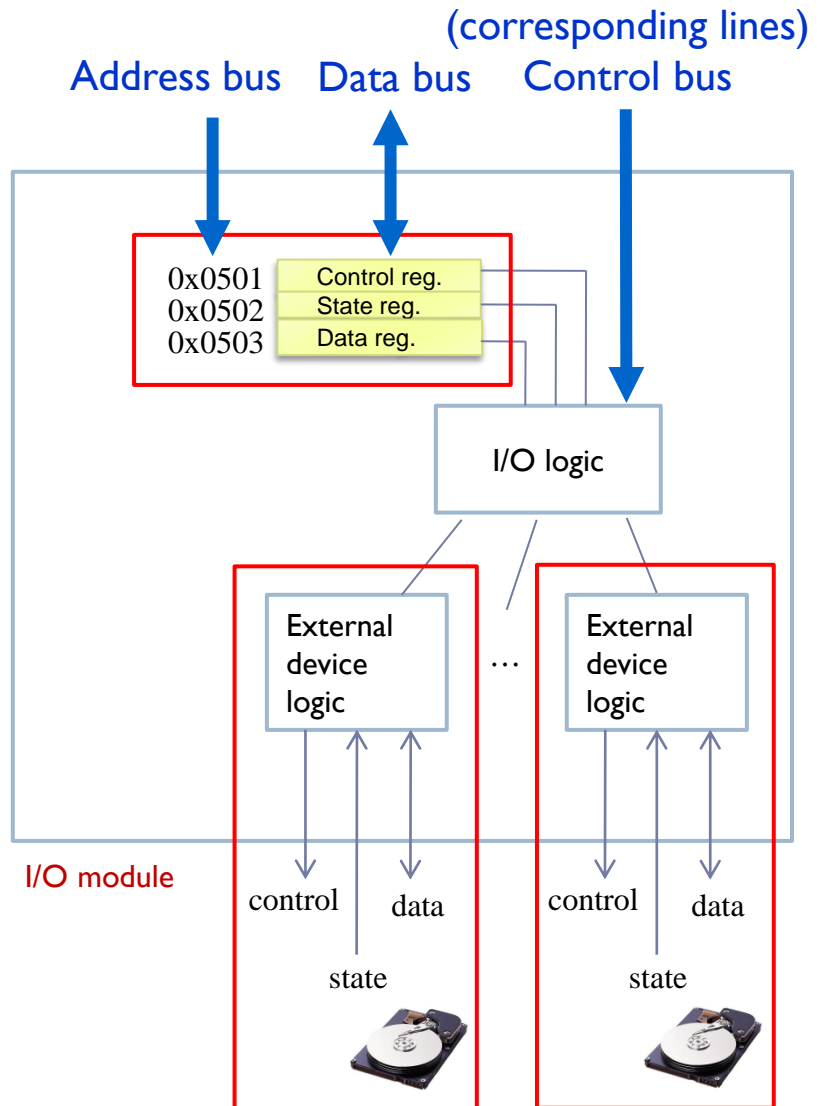 (corresponding lines)
Address bus Data bus Control bus
0x0501 Control reg.
0x0502 State reg.
0x0503 Data reg.
I/O logic
External device logic
...
External device logic
I/O module
control data
state
control data
state